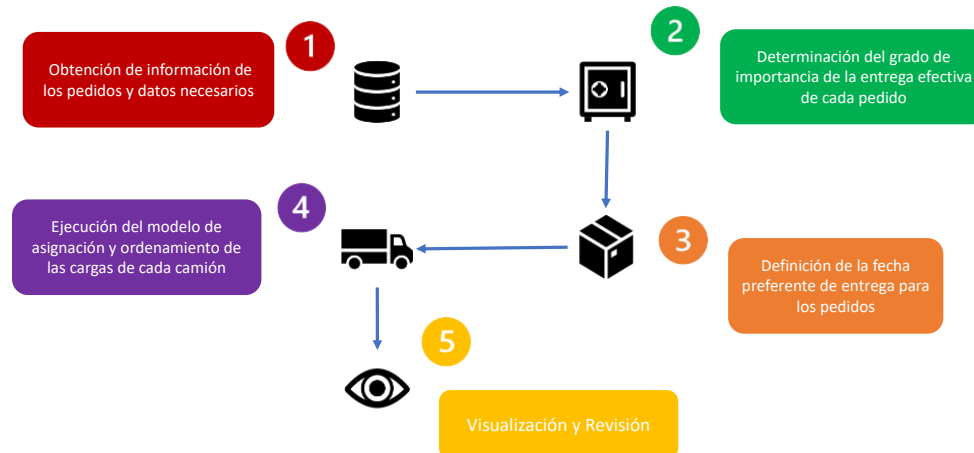 1
Obtención de información de
los pedidos y datos necesarios
2
Determinación del grado de
importancia de la entrega efectiva
de cada pedido
3
Definición de la fecha
preferente de entrega para
los pedidos
4
Ejecución del modelo de
asignación y ordenamiento de
las cargas de cada camión
5
Visualización y Revisión